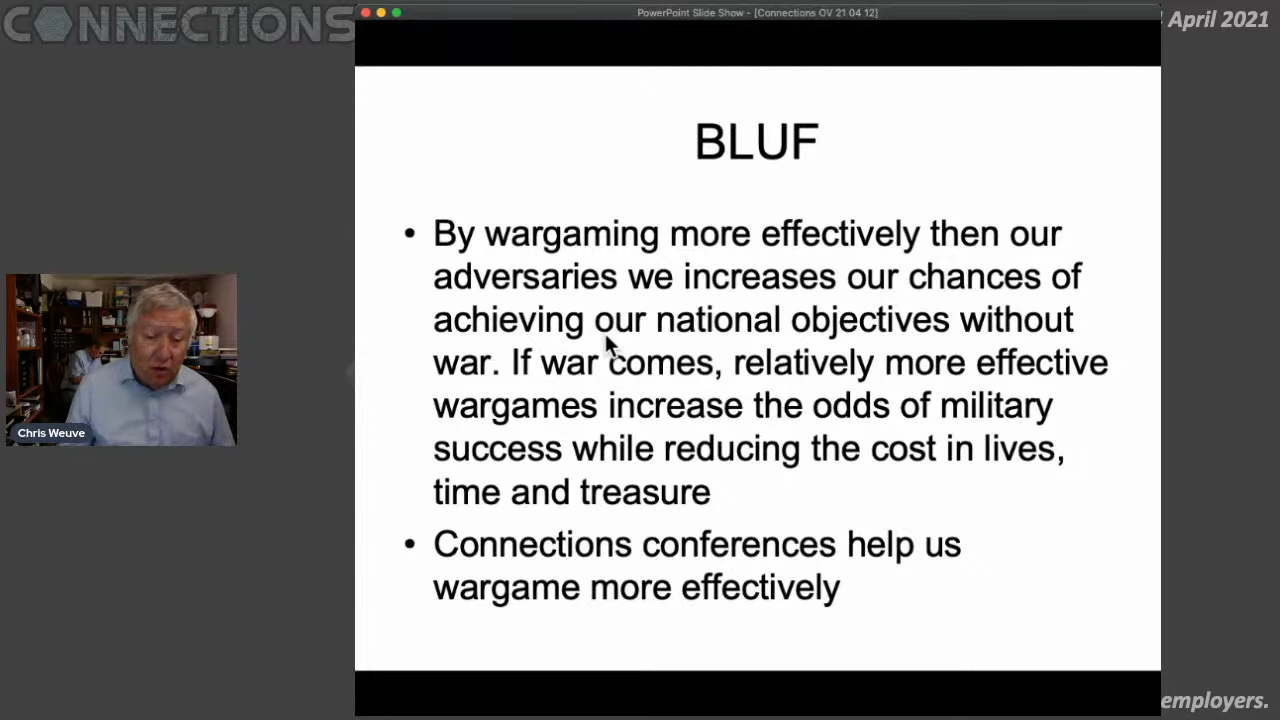 CONNECTIONS
PowerPoint Slide Show - [Connections OV 21 04 12]
April 2021
BLUF
• By wargaming more effectively then our
adversaries we increases our chances of
achieving our national objectives without
war. If war comes, relatively more effective
wargames increase the odds of military
success while reducing the cost in lives,
time and treasure
• Connections conferences help us
wargame more effectively
Chris Weuve
employers.